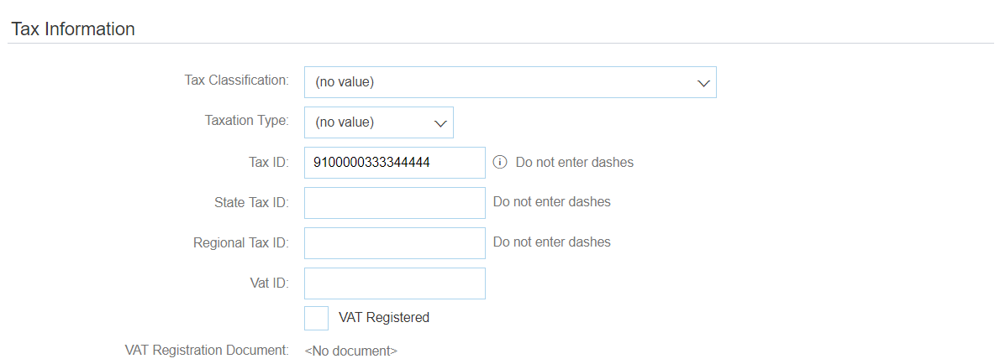 Tax Information
Tax Classification: (no value)
Taxation Type: (no value)
Tax ID: 9100000333344444 Do not enter dashes
State Tax ID: Do not enter dashes
Regional Tax ID: Do not enter dashes
Vat ID:
VAT Registered
VAT Registration Document: <No document>